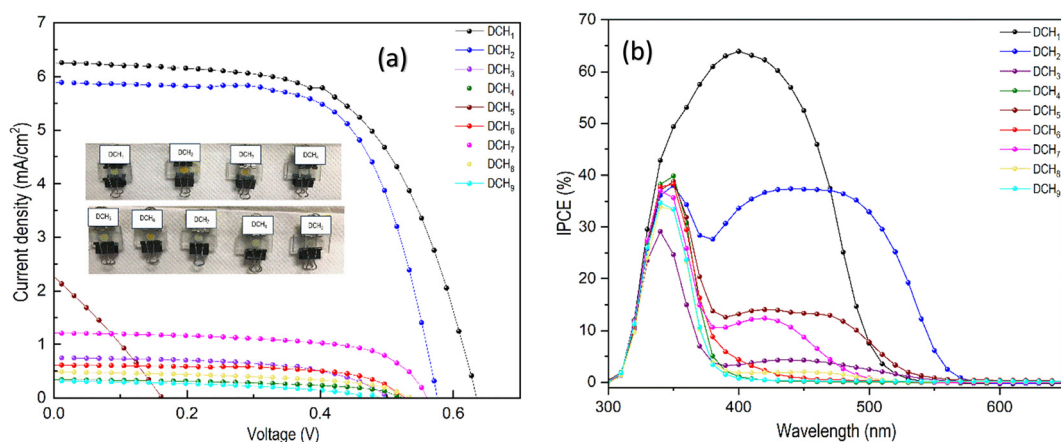 (a)
Current density (mA/cm²)
7
6
5
4
3
2
1
0
0.0 0.2 0.4 0.6
Voltage (V)
DCH₁
DCH₂
DCH₃
DCH₄
DCH₅
DCH₆
DCH₇
DCH₈
DCH₉
(b)
IPCE (%)
70
60
50
40
30
20
10
0
300 400 500 600
Wavelength (nm)
DCH₁
DCH₂
DCH₃
DCH₄
DCH₅
DCH₆
DCH₇
DCH₈
DCH₉